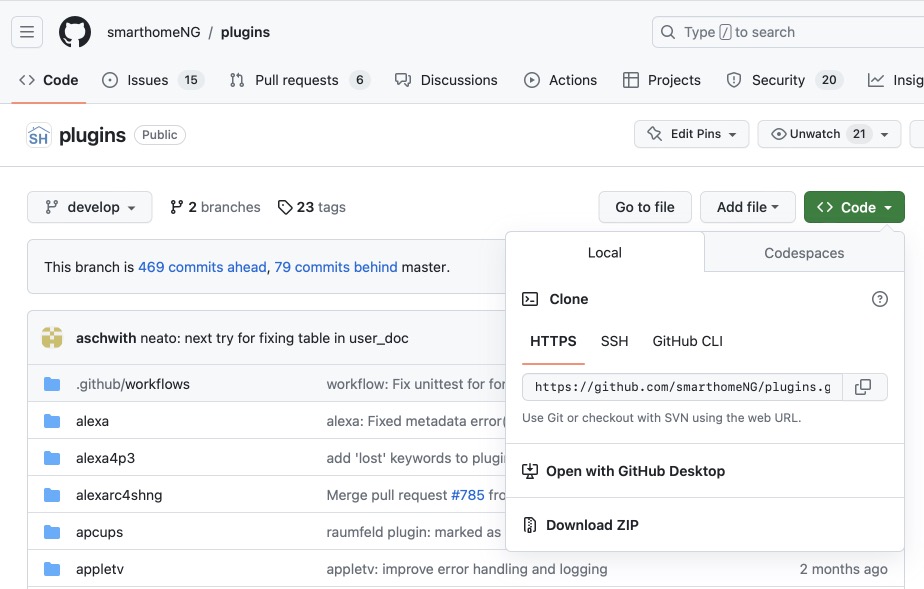 smarthomeNG / plugins
Type / to search
Code Issues 15 Pull requests 6 Discussions Actions Projects Security 20 Insig
SH plugins Public Edit Pins Unwatch 21
develop 2 branches 23 tags Go to file Add file Code
This branch is 469 commits ahead, 79 commits behind master.
Local Codespaces
Clone
HTTPS SSH GitHub CLI
https://github.com/smarthomeNG/plugins.g
Use Git or checkout with SVN using the web URL.
Open with GitHub Desktop
Download ZIP
aschwith neato: next try for fixing table in user_doc
.github/workflows workflow: Fix unittest for for
alexa alexa: Fixed metadata error(
alexa4p3 add 'lost' keywords to plugi
alexarc4shng Merge pull request #785 fro
apcups raumfeld plugin: marked as
appletv appletv: improve error handling and logging 2 months ago